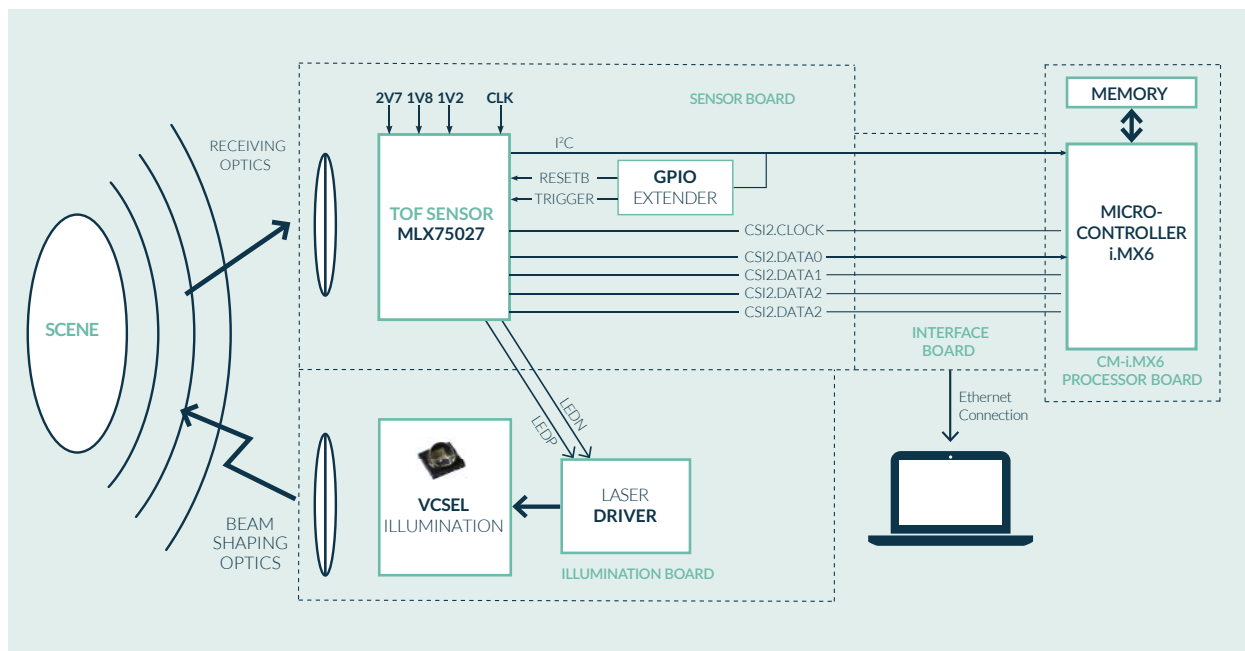 2V7 1V8 1V2 CLK
SENSOR BOARD
MEMORY
RECEIVING
OPTICS
I²C
RESETB
TRIGGER
GPIO
EXTENDER
TOF SENSOR
MLX75027
MICRO-
CONTROLLER
i.MX6
CSI2.CLOCK
CSI2.DATA0
CSI2.DATA1
CSI2.DATA2
CSI2.DATA2
SCENE
INTERFACE
BOARD
CM-i.MX6
PROCESSOR BOARD
Ethernet
Connection
LEDN
LEDP
VCSEL
ILLUMINATION
LASER
DRIVER
BEAM
SHAPING
OPTICS
ILLUMINATION BOARD